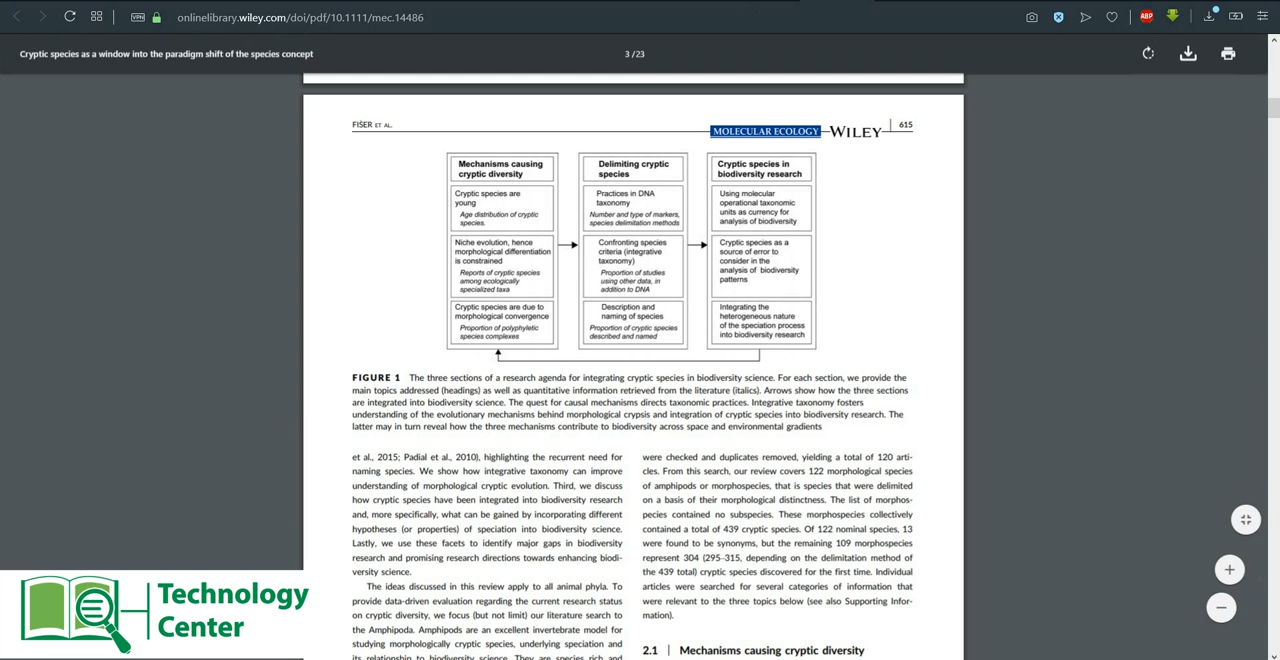 VPN
onlinelibrary.wiley.com/doi/pdf/10.1111/mec.14486
ABP
Cryptic species as a window into the paradigm shift of the species concept
3 / 23
FIŠER ET AL.
MOLECULAR ECOLOGY WILEY 615
Mechanisms causing
cryptic diversity
Cryptic species are
young
Age distribution of cryptic
species.
Niche evolution, hence
morphological differentiation
is constrained
Reports of cryptic species
among ecologically
specialized taxa
Cryptic species are due to
morphological convergence
Proportion of polyphyletic
species complexes
Delimiting cryptic
species
Practices in DNA
taxonomy
Number and type of markers,
species delimitation methods
Confronting species
criteria (integrative
taxonomy)
Proportion of studies
using other data, in
addition to DNA
Description and
naming of species
Proportion of cryptic species
described and named
Cryptic species in
biodiversity research
Using molecular
operational taxonomic
units as currency for
analysis of biodiversity
Cryptic species as a
source of error to
consider in the
analysis of biodiversity
patterns
Integrating the
heterogeneous nature
of the speciation process
into biodiversity research
FIGURE 1 The three sections of a research agenda for integrating cryptic species in biodiversity science. For each section, we provide the
main topics addressed (headings) as well as quantitative information retrieved from the literature (italics). Arrows show how the three sections
are integrated into biodiversity science. The quest for causal mechanisms directs taxonomic practices. Integrative taxonomy fosters
understanding of the evolutionary mechanisms behind morphological crypsis and integration of cryptic species into biodiversity research. The
latter may in turn reveal how the three mechanisms contribute to biodiversity across space and environmental gradients
et al., 2015; Padial et al., 2010), highlighting the recurrent need for
naming species. We show how integrative taxonomy can improve
understanding of morphological cryptic evolution. Third, we discuss
how cryptic species have been integrated into biodiversity research
and, more specifically, what can be gained by incorporating different
hypotheses (or properties) of speciation into biodiversity science.
Lastly, we use these facets to identify major gaps in biodiversity
research and promising research directions towards enhancing biodi-
versity science.
The ideas discussed in this review apply to all animal phyla. To
provide data-driven evaluation regarding the current research status
on cryptic diversity, we focus (but not limit) our literature search to
the Amphipoda. Amphipods are an excellent invertebrate model for
studying morphologically cryptic species, underlying speciation and
its relationship to biodiversity science. They are species rich and
were checked and duplicates removed, yielding a total of 120 arti-
cles. From this search, our review covers 122 morphological species
of amphipods or morphospecies, that is species that were delimited
on a basis of their morphological distinctness. The list of morphos-
pecies contained no subspecies. These morphospecies collectively
contained a total of 439 cryptic species. Of 122 nominal species, 13
were found to be synonyms, but the remaining 109 morphospecies
represent 304 (295–315, depending on the delimitation method of
the 439 total) cryptic species discovered for the first time. Individual
articles were searched for several categories of information that
were relevant to the three topics below (see also Supporting Infor-
mation).
2.1 | Mechanisms causing cryptic diversity
Technology
Center